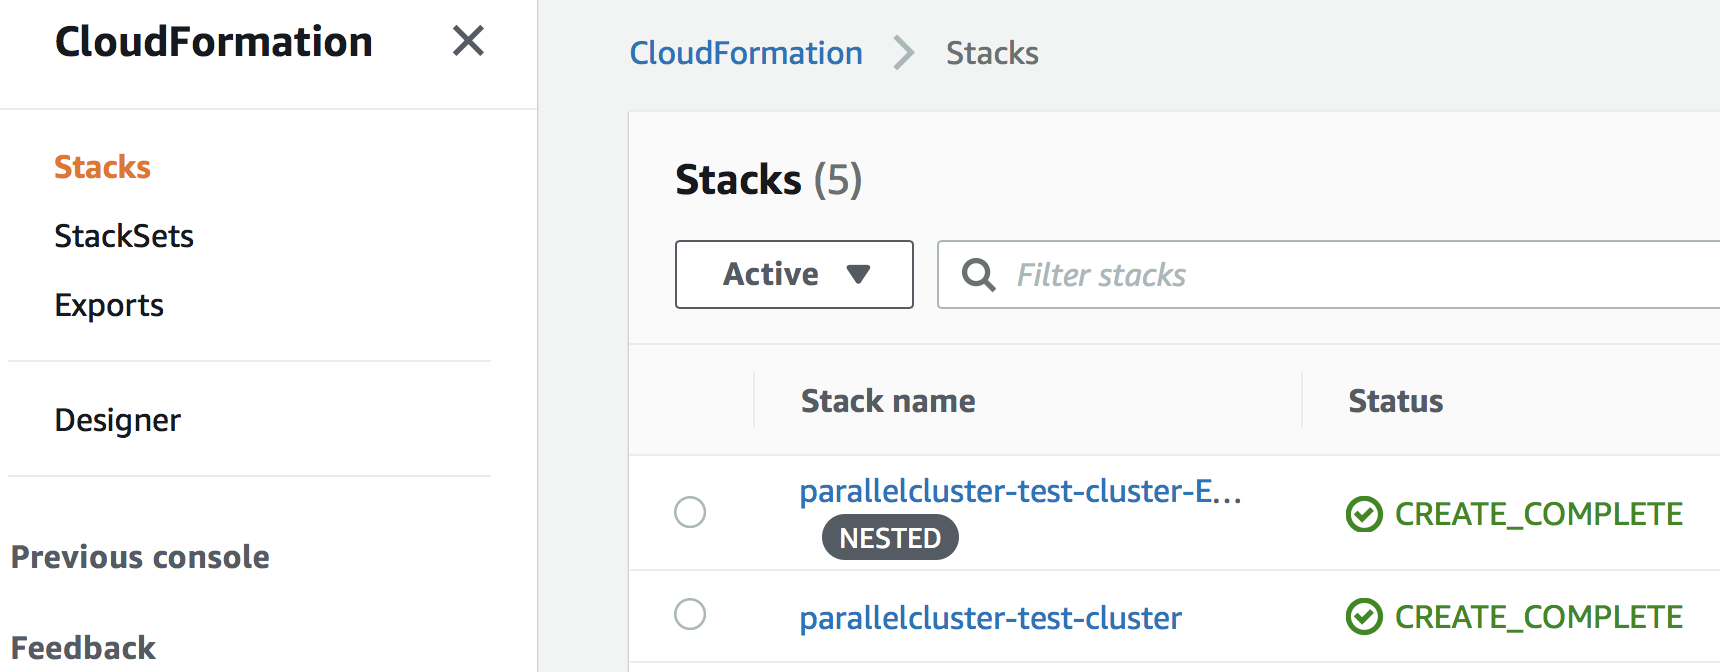 CloudFormation
Stacks
StackSets
Exports
Designer
Previous console
Feedback
CloudFormation > Stacks
Stacks (5)
Active
Filter stacks
Stack name Status
parallelcluster-test-cluster-E...
NESTED
CREATE_COMPLETE
parallelcluster-test-cluster CREATE_COMPLETE